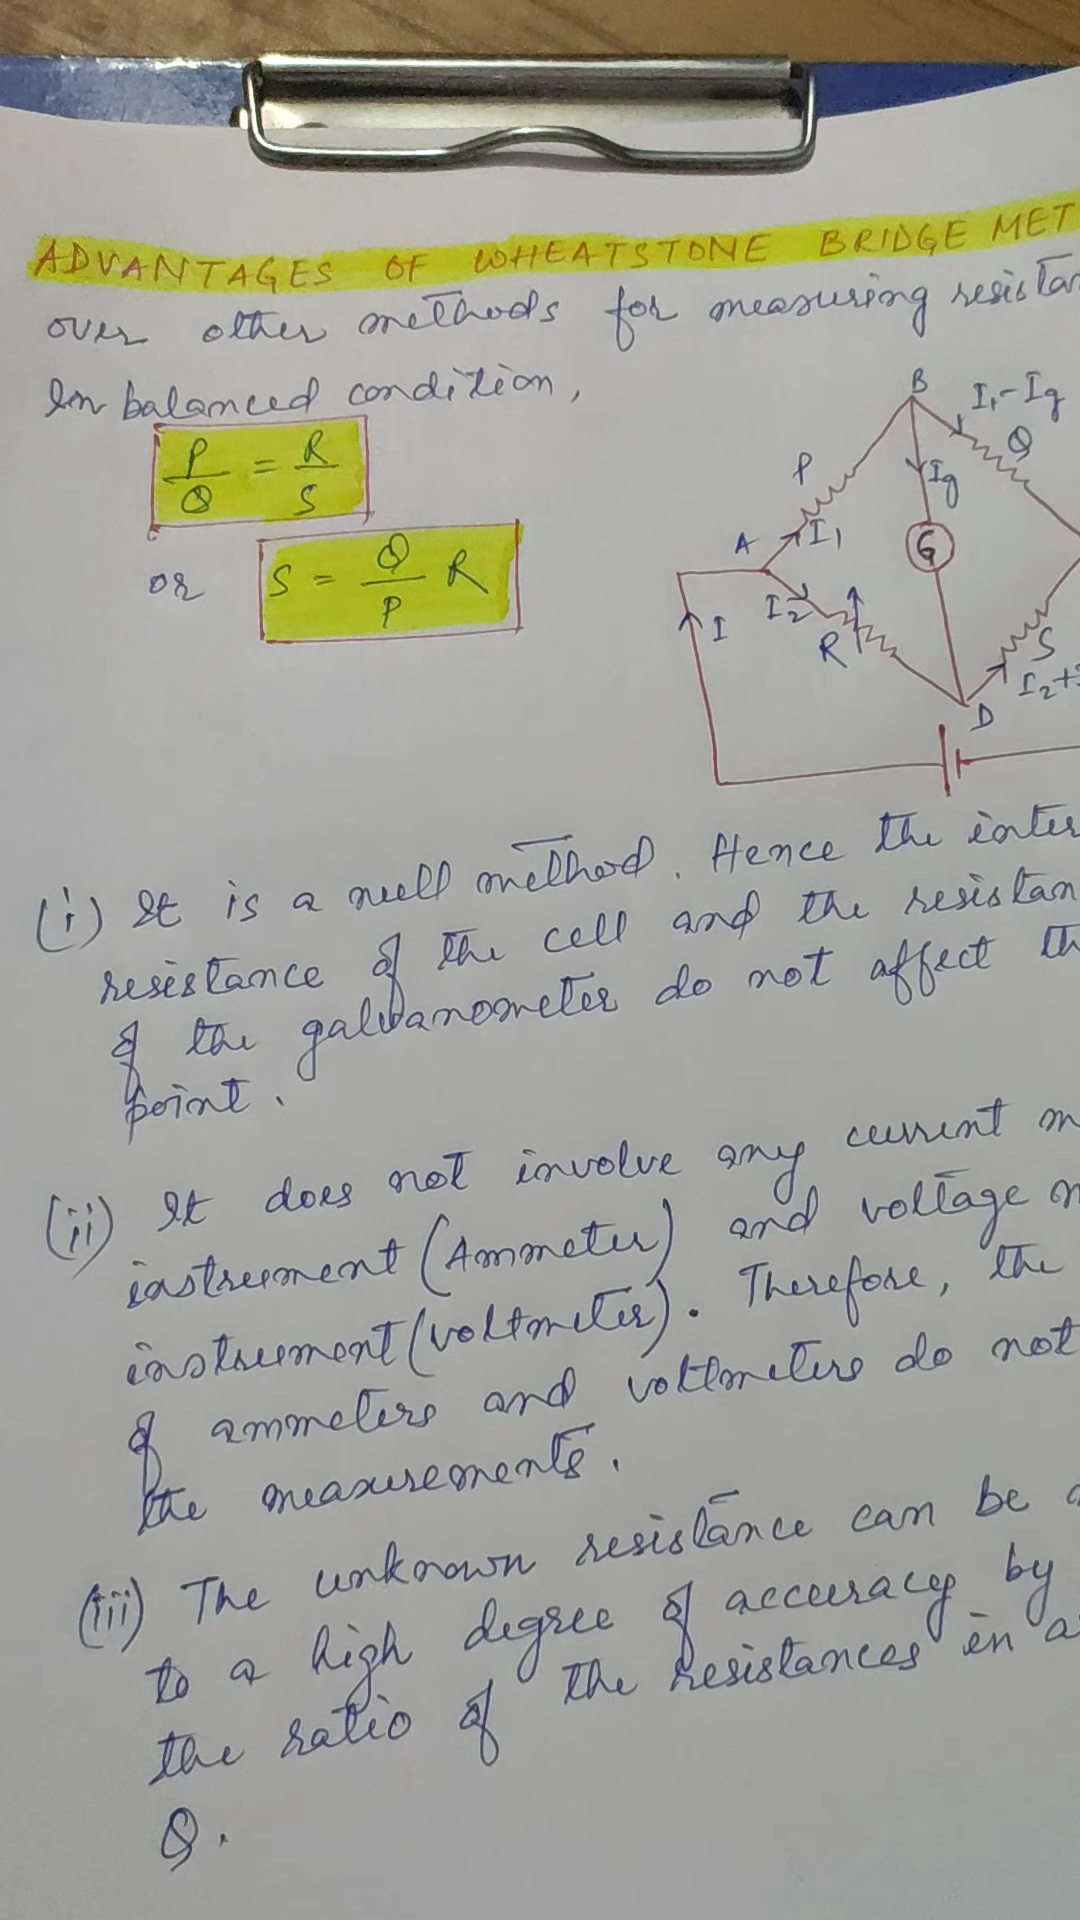 ADVANTAGES OF WHEATSTONE BRIDGE MET
over other methods for measuring resistan
In balanced condition,
P/Q = R/S
or S = Q/P R
B
I₁-Ig
Q
P
Ig
A
I₁
G
I₂
I
R
S
I₂+
D
(i) It is a null method. Hence the inter
resistance of the cell and the resistan
of the galvanometer do not affect th
point.
(ii) It does not involve any current m
instrument (Ammeter) and voltage m
instrument (voltmeter). Therefore, the
of ammeters and voltmeters do not
the measurements.
(iii) The unknown resistance can be
to a high degree of accuracy by
the ratio of the resistances in a
Q.